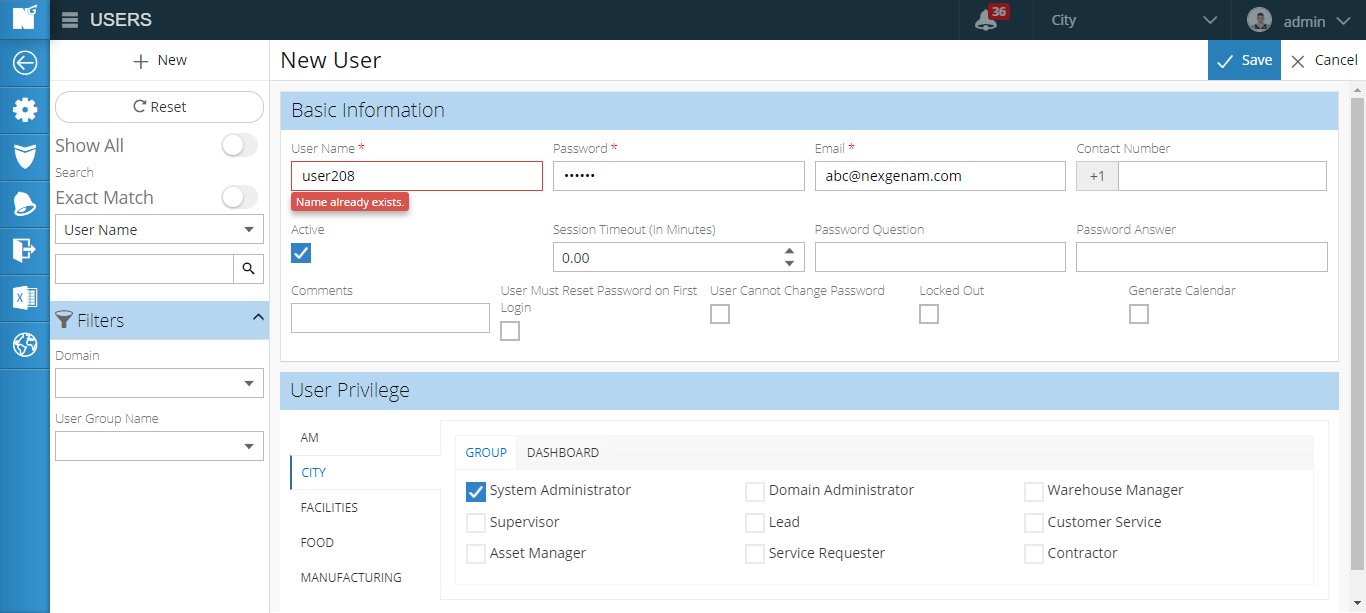 USERS
36
City
admin
New
New User
Save
Cancel
Reset
Show All
Search
Exact Match
User Name
Filters
Domain
User Group Name
Basic Information
User Name *
Password *
Email *
Contact Number
user208
••••••
abc@nexgenam.com
+1
Name already exists.
Active
Session Timeout (In Minutes)
Password Question
Password Answer
0.00
Comments
User Must Reset Password on First
Login
User Cannot Change Password
Locked Out
Generate Calendar
User Privilege
AM
CITY
FACILITIES
FOOD
MANUFACTURING
GROUP
DASHBOARD
System Administrator
Domain Administrator
Warehouse Manager
Supervisor
Lead
Customer Service
Asset Manager
Service Requester
Contractor